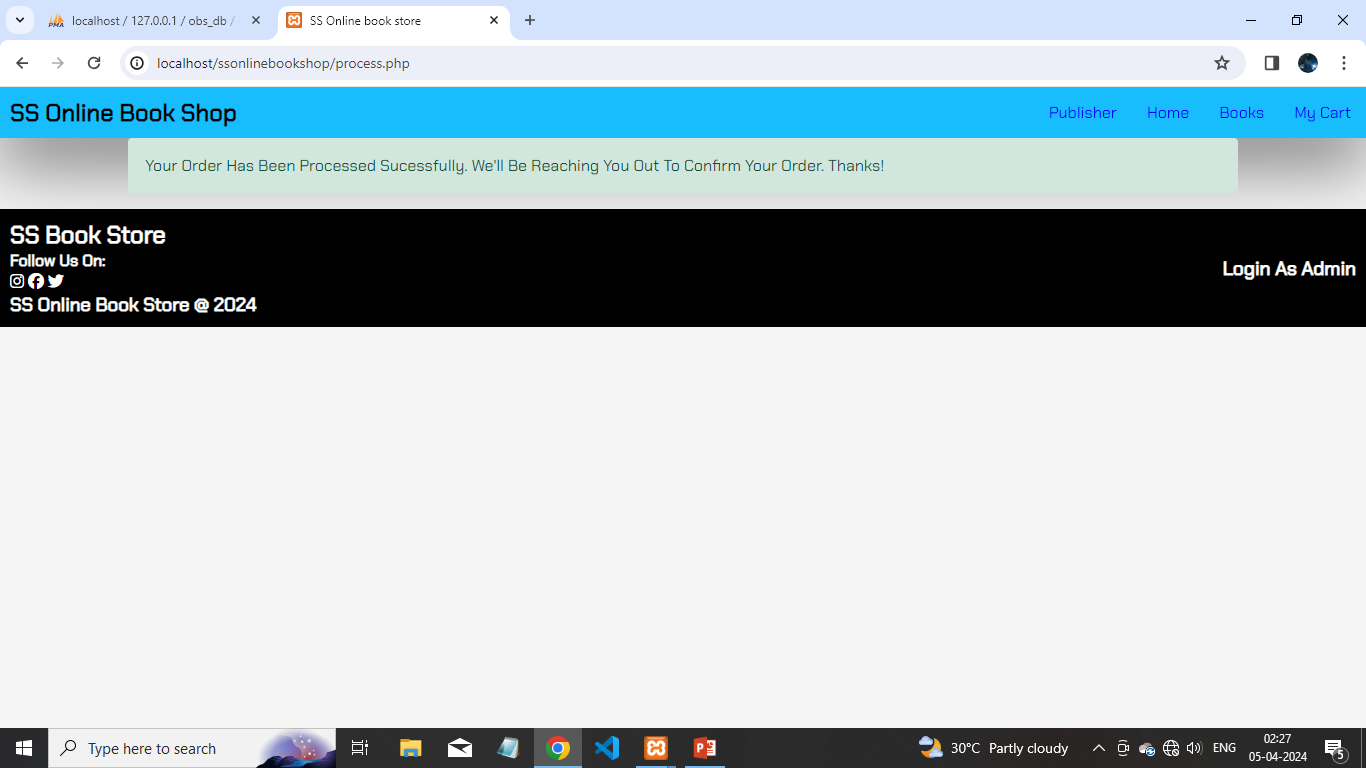 localhost / 127.0.0.1 / obs_db /
SS Online book store
localhost/ssonlinebookshop/process.php
SS Online Book Shop
Publisher Home Books My Cart
Your Order Has Been Processed Sucessfully. We'll Be Reaching You Out To Confirm Your Order. Thanks!
SS Book Store
Follow Us On:
Login As Admin
SS Online Book Store @ 2024
Type here to search
30°C Partly cloudy
ENG
02:27
05-04-2024
5